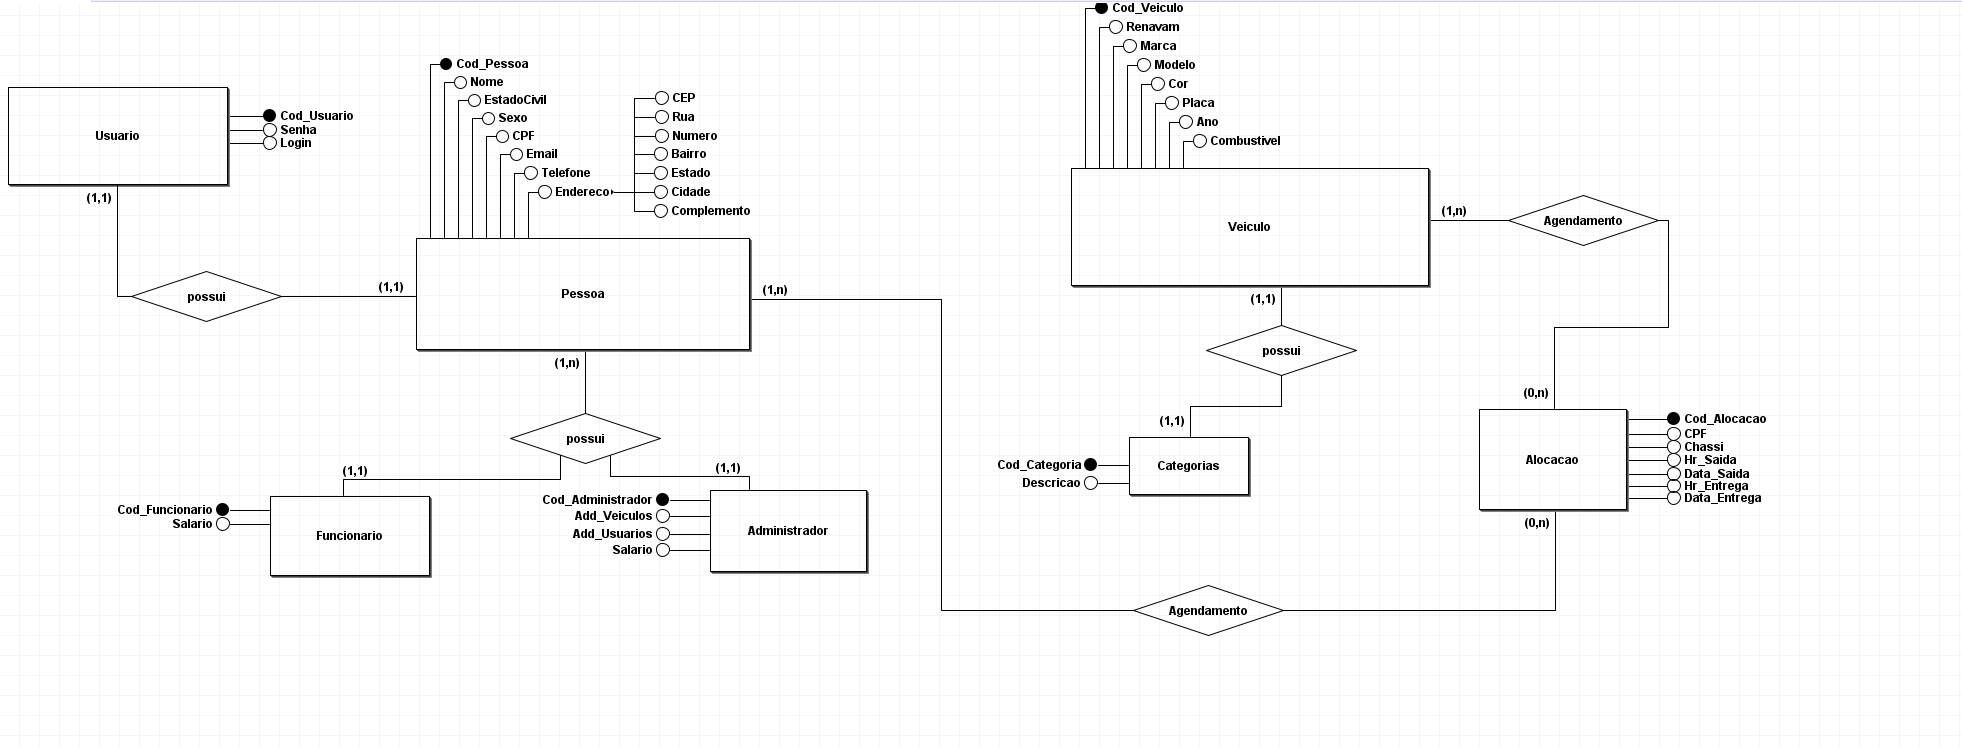 Usuario
Cod_Usuario
Senha
Login
(1,1)
possui
(1,1)
Cod_Pessoa
Nome
EstadoCivil
Sexo
CPF
Email
Telefone
Endereco
CEP
Rua
Numero
Bairro
Estado
Cidade
Complemento
Pessoa
(1,n)
(1,n)
possui
(1,1)
(1,1)
Cod_Funcionario
Salario
Funcionario
Cod_Administrador
Add_Veiculos
Add_Usuarios
Salario
Administrador
Cod_Veiculo
Renavam
Marca
Modelo
Cor
Placa
Ano
Combustivel
Veiculo
(1,n)
Agendamento
(1,1)
possui
(1,1)
Cod_Categoria
Descricao
Categorias
(0,n)
Alocacao
Cod_Alocacao
CPF
Chassi
Hr_Saida
Data_Saida
Hr_Entrega
Data_Entrega
(0,n)
Agendamento